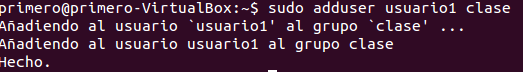 primero@primero-VirtualBox:~$ sudo adduser usuario1 clase
Añadiendo al usuario `usuario1' al grupo `clase' ...
Añadiendo al usuario usuario1 al grupo clase
Hecho.